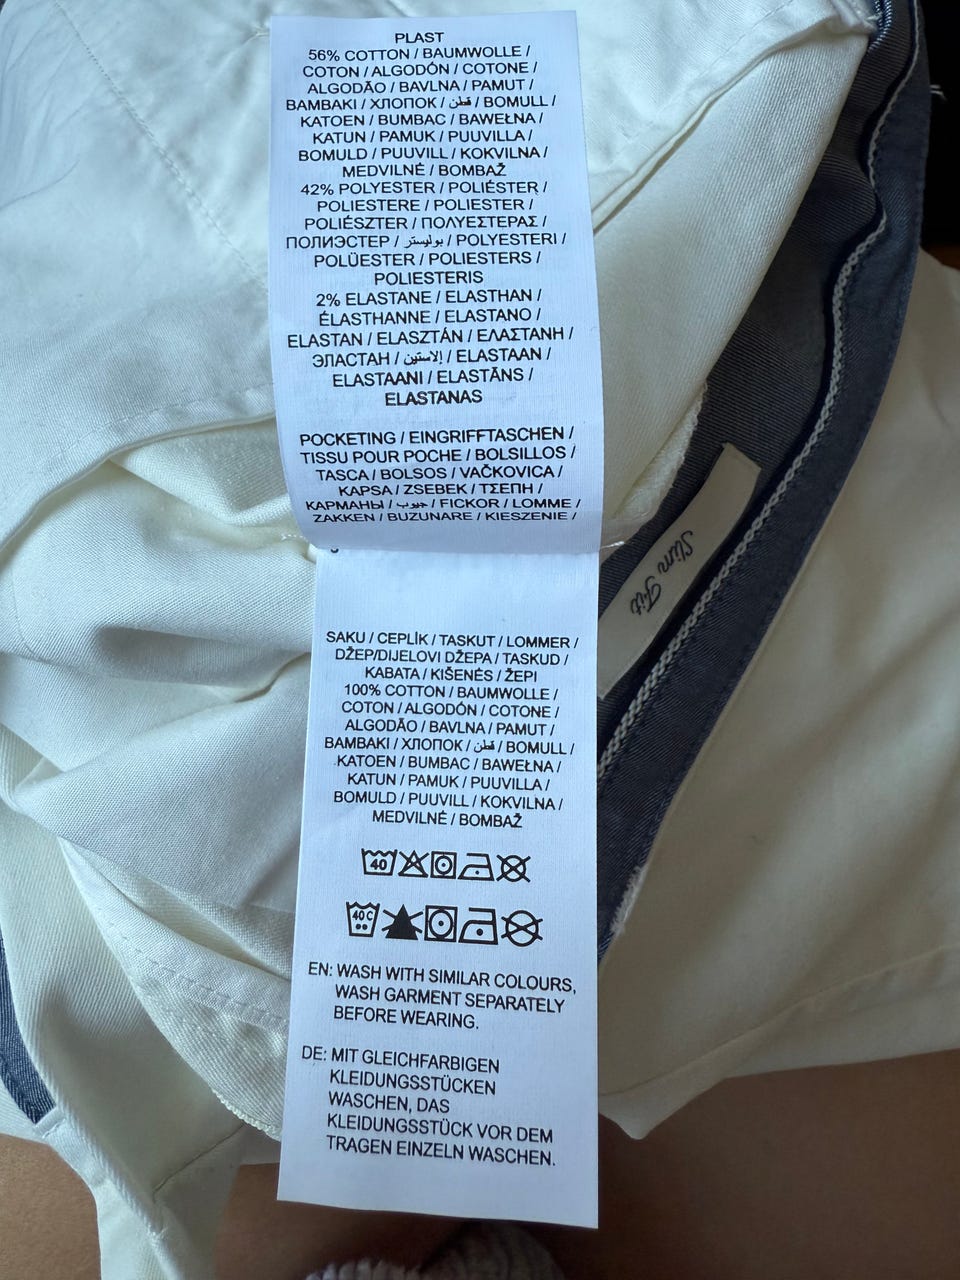 PLAST
56% COTTON / BAUMWOLLE /
COTON / ALGODÓN / COTONE /
ALGODÃO / BAVLNA / PAMUT /
BAMBAKI / ХЛОПОК / قطن / BOMULL /
KATOEN / BUMBAC / BAWEŁNA /
KATUN / PAMUK / PUUVILLA /
BOMULD / PUUVILL / KOKVILNA /
MEDVILNĖ / BOMBAŽ
42% POLYESTER / POLIÉSTER /
POLIESTERE / POLIESTER /
POLIÉSZTER / ΠΟΛΥΕΣΤΕΡΑΣ /
ПОЛИЭСТЕР / بوليستر / POLYESTERI /
POLÜESTER / POLIESTERS /
POLIESTERIS
2% ELASTANE / ELASTHAN /
ÉLASTHANNE / ELASTANO /
ELASTAN / ELASZTÁN / ΕΛΑΣΤΑΝΗ /
ЭЛАСТАН / إلاستين / ELASTAAN /
ELASTAANI / ELASTĀNS /
ELASTANAS
POCKETING / EINGRIFFTASCHEN /
TISSU POUR POCHE / BOLSILLOS /
TASCA / BOLSOS / VAČKOVICA /
KAPSA / ZSEBEK / ΤΣΕΠΗ /
КАРМАНЫ / جيوب / FICKOR / LOMME /
ZAKKEN / BUZUNARE / KIESZENIE /
SAKU / CEPLİK / TASKUT / LOMMER /
DŽEP/DIJELOVI DŽEPA / TASKUD /
KABATA / KIŠENĖS / ŽEPI
100% COTTON / BAUMWOLLE /
COTON / ALGODÓN / COTONE /
ALGODÃO / BAVLNA / PAMUT /
BAMBAKI / ХЛОПОК / قطن / BOMULL /
KATOEN / BUMBAC / BAWEŁNA /
KATUN / PAMUK / PUUVILLA /
BOMULD / PUUVILL / KOKVILNA /
MEDVILNĖ / BOMBAŽ
40
40 C
EN: WASH WITH SIMILAR COLOURS,
WASH GARMENT SEPARATELY
BEFORE WEARING.
DE: MIT GLEICHFARBIGEN
KLEIDUNGSSTÜCKEN
WASCHEN, DAS
KLEIDUNGSSTÜCK VOR DEM
TRAGEN EINZELN WASCHEN.
Slim Fit